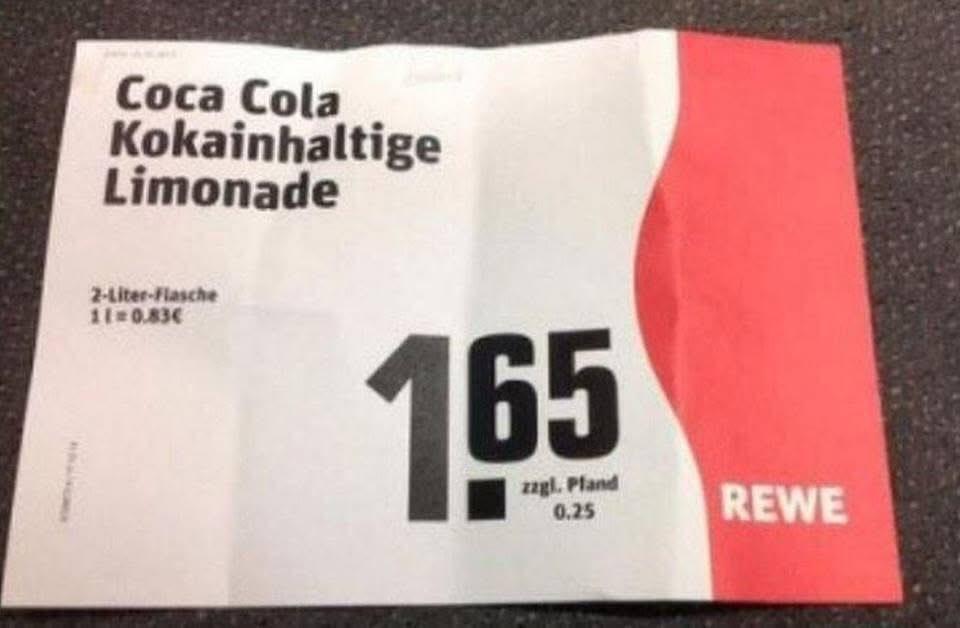 Coca Cola
Kokainhaltige
Limonade
2-Liter-Flasche
1 l = 0.83€
1.65
zzgl. Pfand
0.25
REWE